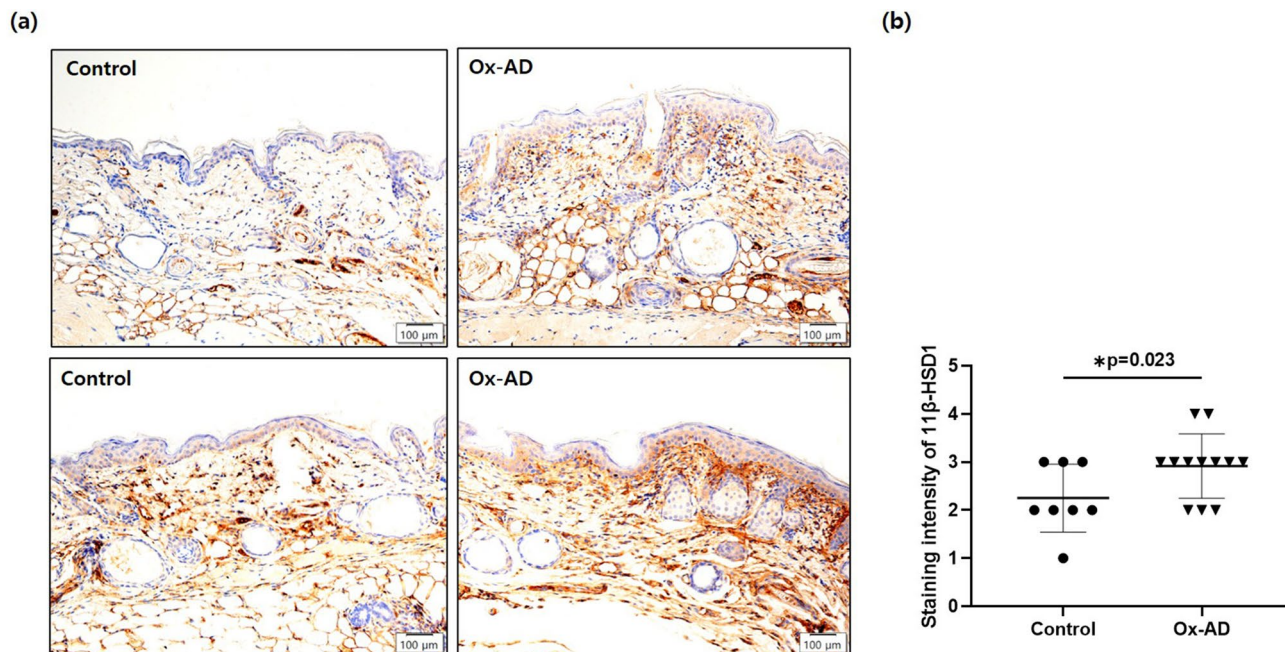 (a)
(b)
Control
Ox-AD
100 µm
100 µm
Control
Ox-AD
100 µm
100 µm
Staining intensity of 11β-HSD1
∗p=0.023
5
4
3
2
1
0
Control
Ox-AD